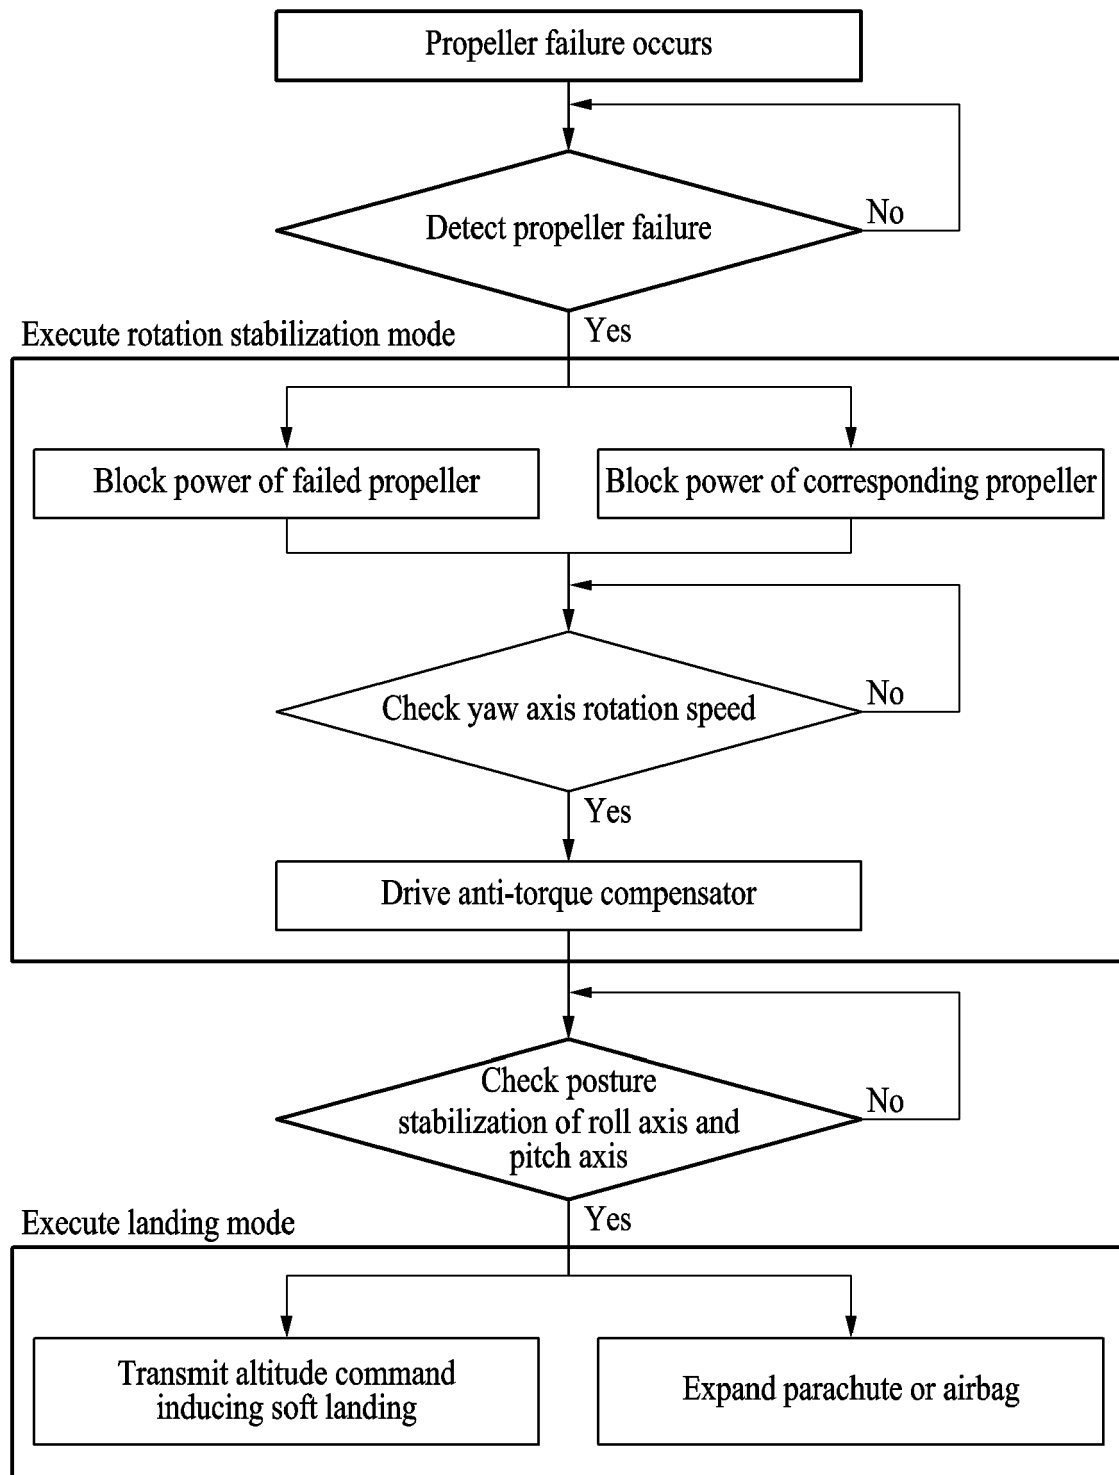 Propeller failure occurs
Detect propeller failure
No
Yes
Execute rotation stabilization mode
Block power of failed propeller
Block power of corresponding propeller
Check yaw axis rotation speed
No
Yes
Drive anti-torque compensator
Check posture
stabilization of roll axis and
pitch axis
No
Yes
Execute landing mode
Transmit altitude command
inducing soft landing
Expand parachute or airbag